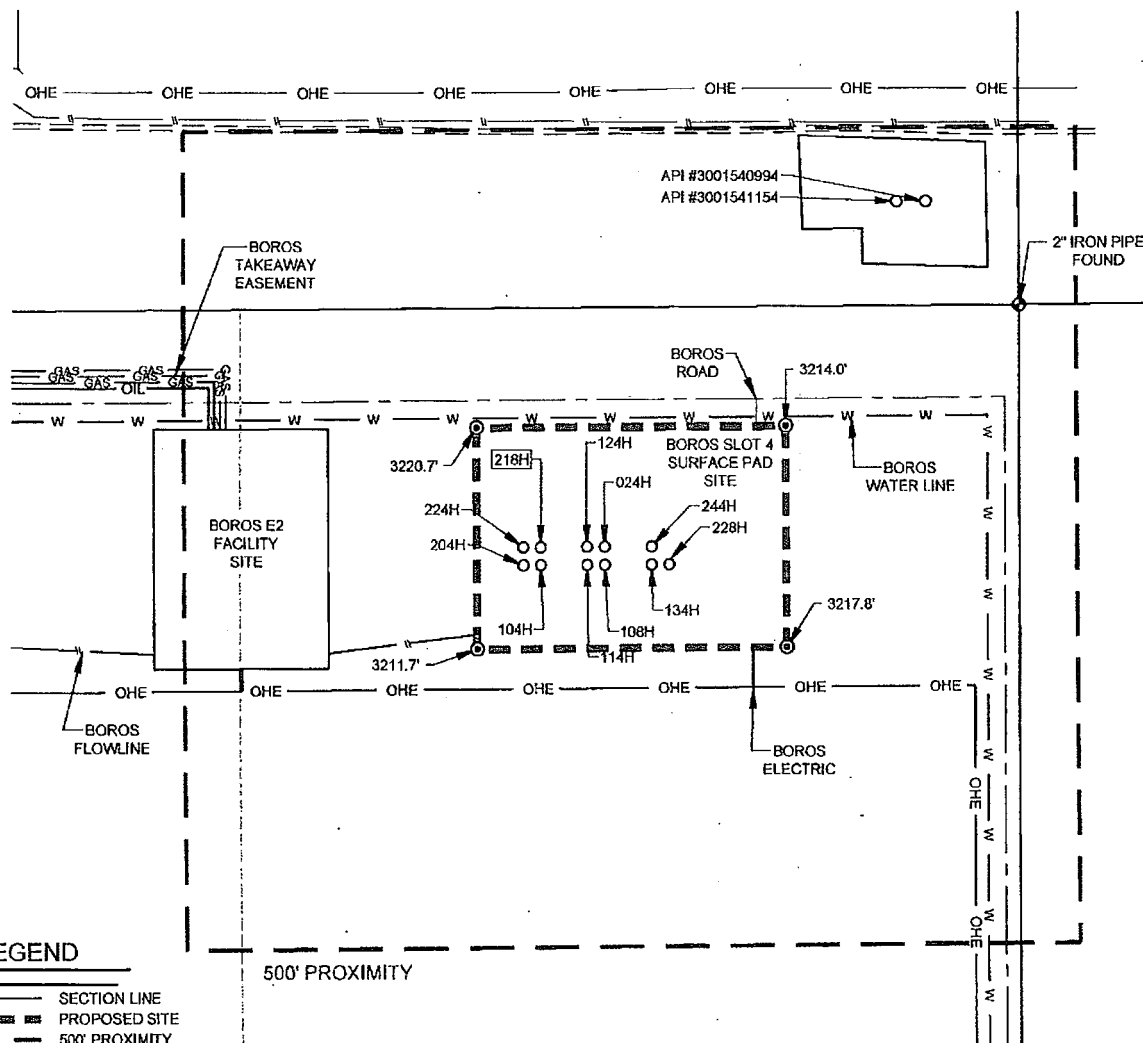 OHE OHE OHE OHE OHE OHE OHE OHE
API #3001540994
API #3001541154
2" IRON PIPE
FOUND
BOROS
TAKEAWAY
EASEMENT
GAS GAS
GAS GAS GAS
GAS GAS
OIL
BOROS
ROAD
3214.0'
W W W W W W W W W W W
BOROS
WATER LINE
3220.7'
218H
124H
024H
BOROS SLOT 4
SURFACE PAD
SITE
224H
244H
204H
228H
BOROS E2
FACILITY
SITE
104H
108H
114H
134H
3217.8'
3211.7'
OHE OHE OHE OHE OHE OHE OHE
BOROS
FLOWLINE
BOROS
ELECTRIC
OHE
OHE
W
W
W
W
W
W
W
W
500' PROXIMITY
EGEND
SECTION LINE
PROPOSED SITE
500' PROXIMITY